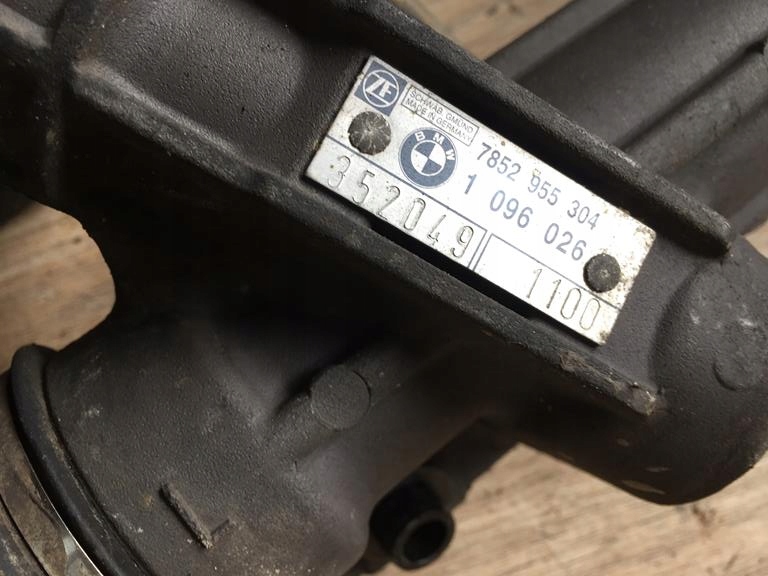 ZF
SCHWAB. GMÜND
MADE IN GERMANY
BMW
7852 955 304
1 096 026
352049
1100